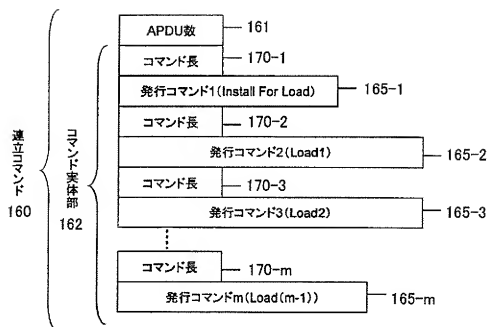 APDU数 161
コマンド長 170-1
発行コマンド1(Install For Load) 165-1
コマンド長 170-2
発行コマンド2(Load1) 165-2
コマンド長 170-3
発行コマンド3(Load2) 165-3
コマンド長 170-m
発行コマンドm(Load(m-1)) 165-m
連立コマンド
160
コマンド実体部
162